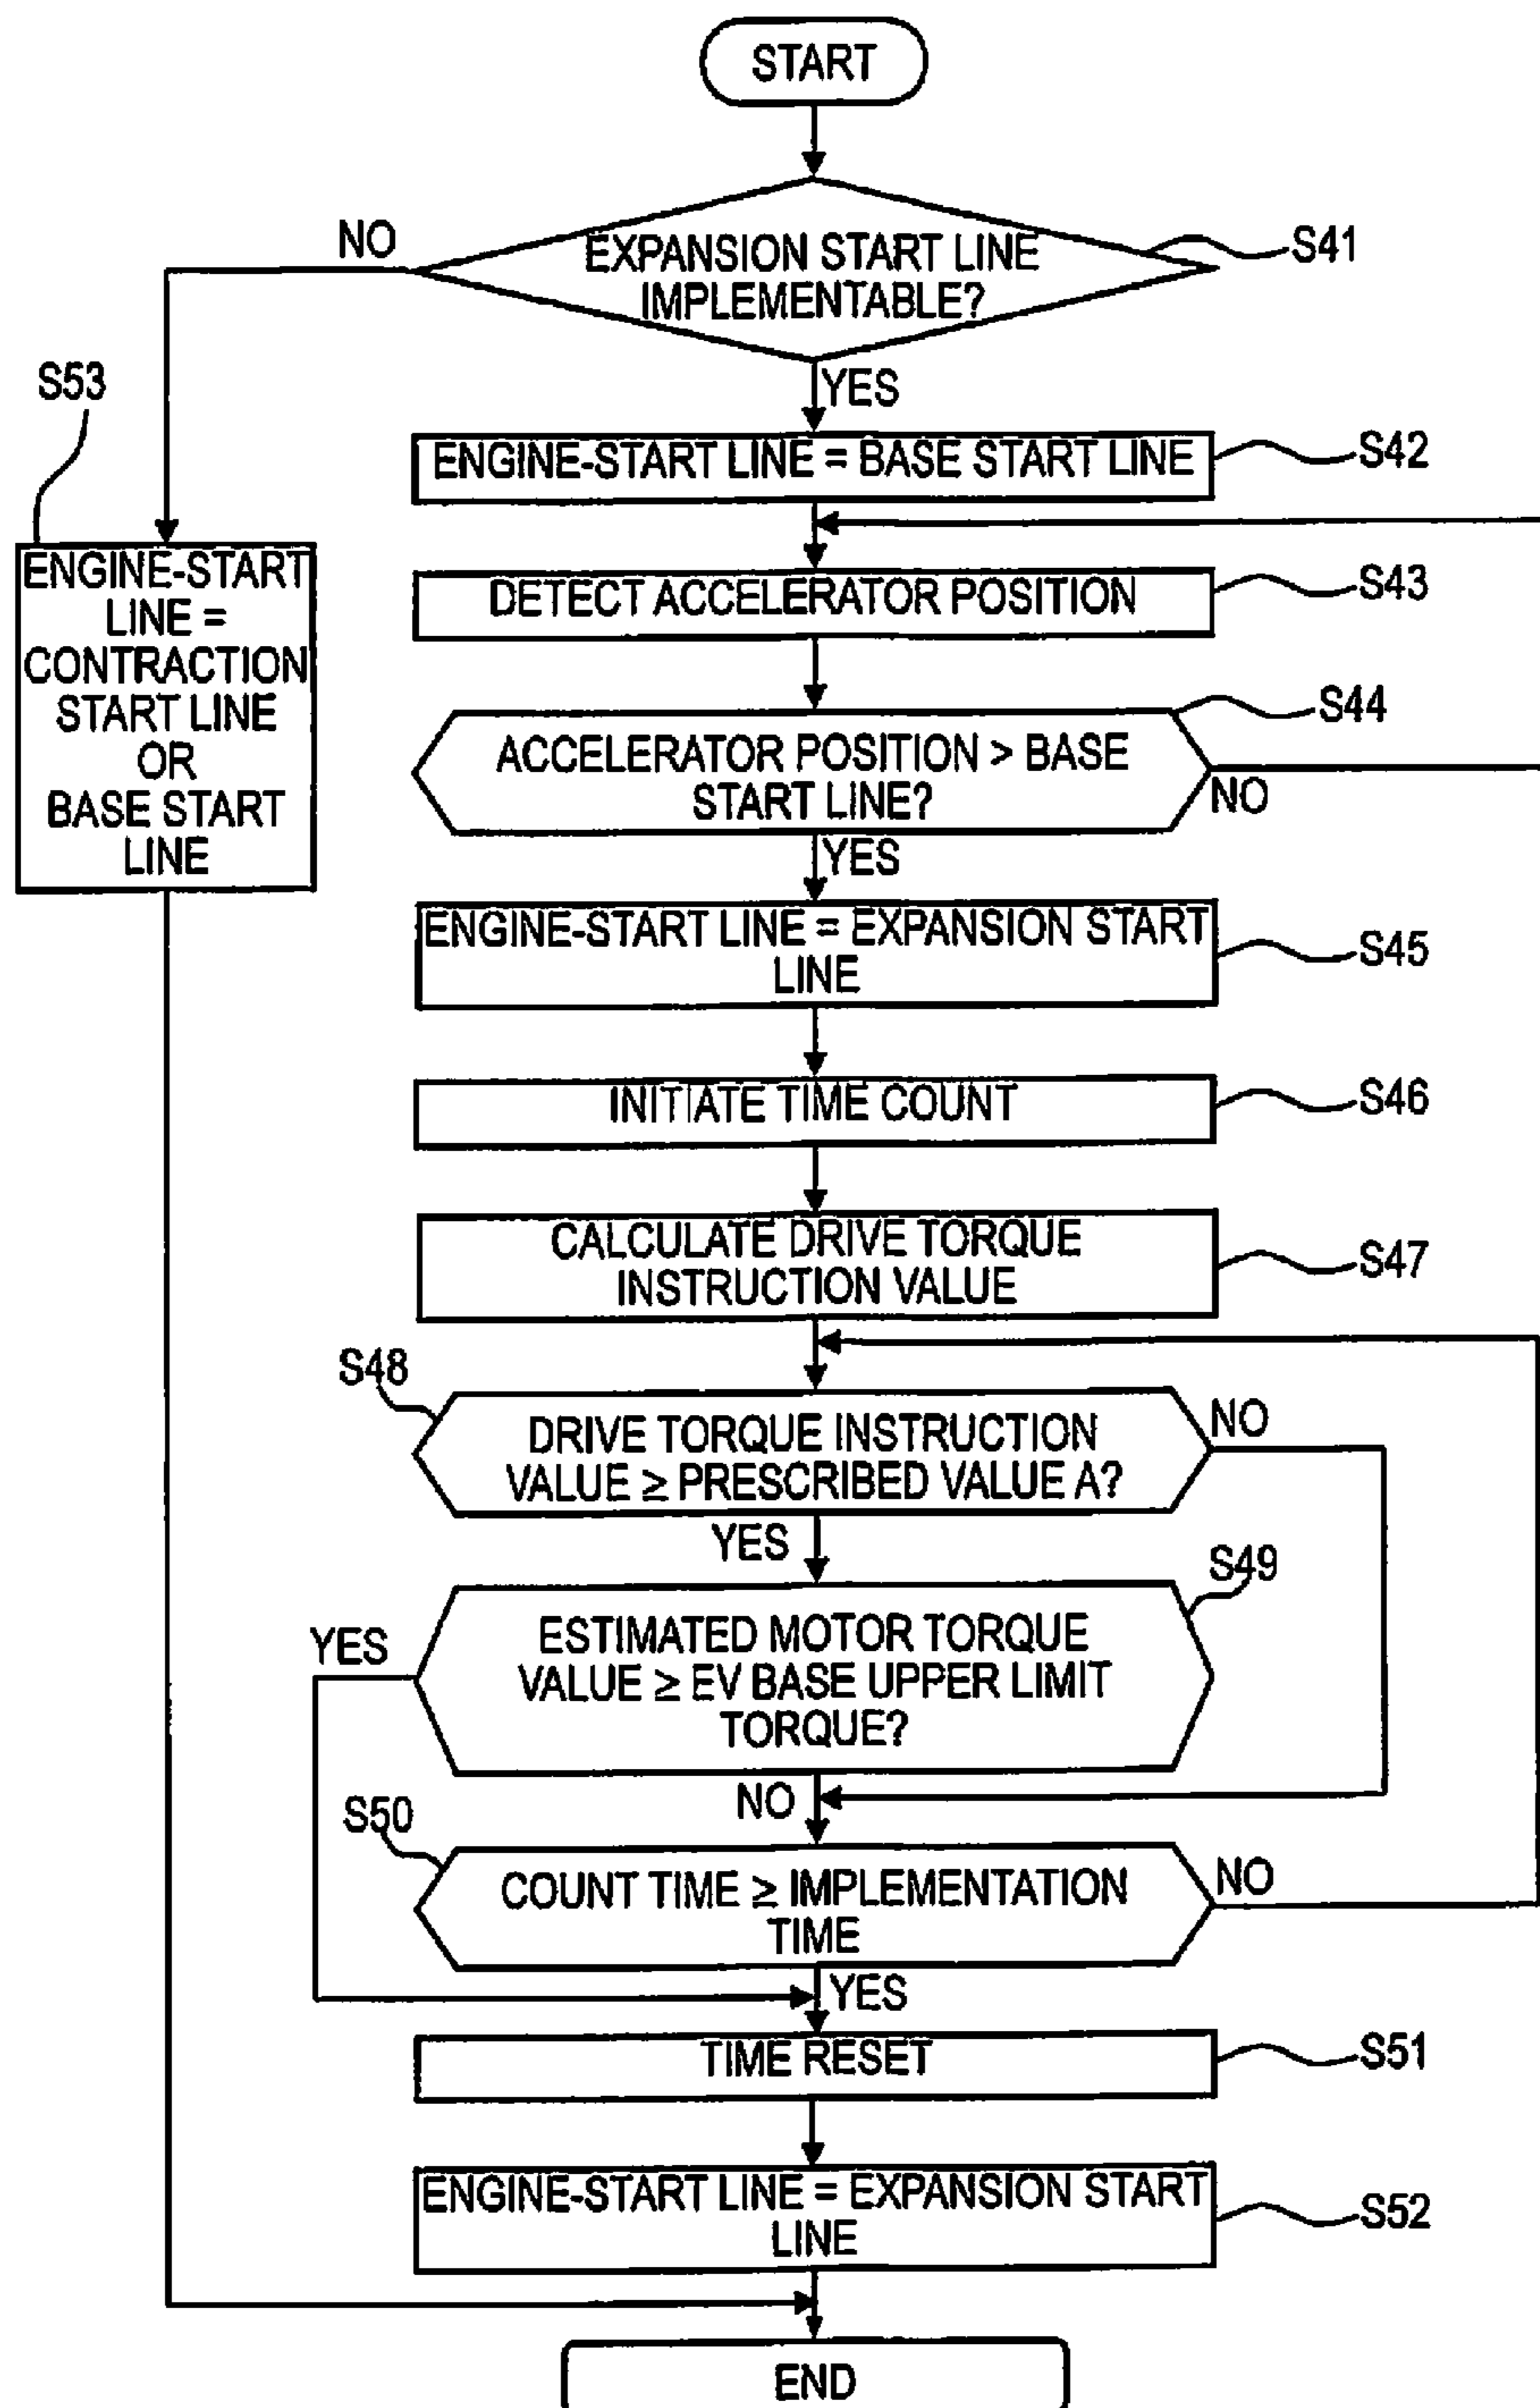 START
NO
EXPANSION START LINE
IMPLEMENTABLE?
S41
YES
S53
ENGINE-START LINE = BASE START LINE
S42
ENGINE-START
LINE =
CONTRACTION
START LINE
OR
BASE START
LINE
DETECT ACCELERATOR POSITION
S43
S44
ACCELERATOR POSITION > BASE
START LINE?
NO
YES
ENGINE-START LINE = EXPANSION START
LINE
S45
INITIATE TIME COUNT
S46
CALCULATE DRIVE TORQUE
INSTRUCTION VALUE
S47
S48
DRIVE TORQUE INSTRUCTION
VALUE ≥ PRESCRIBED VALUE A?
NO
YES
S49
YES
ESTIMATED MOTOR TORQUE
VALUE ≥ EV BASE UPPER LIMIT
TORQUE?
NO
S50
COUNT TIME ≥ IMPLEMENTATION
TIME
NO
YES
TIME RESET
S51
ENGINE-START LINE = EXPANSION START
LINE
S52
END